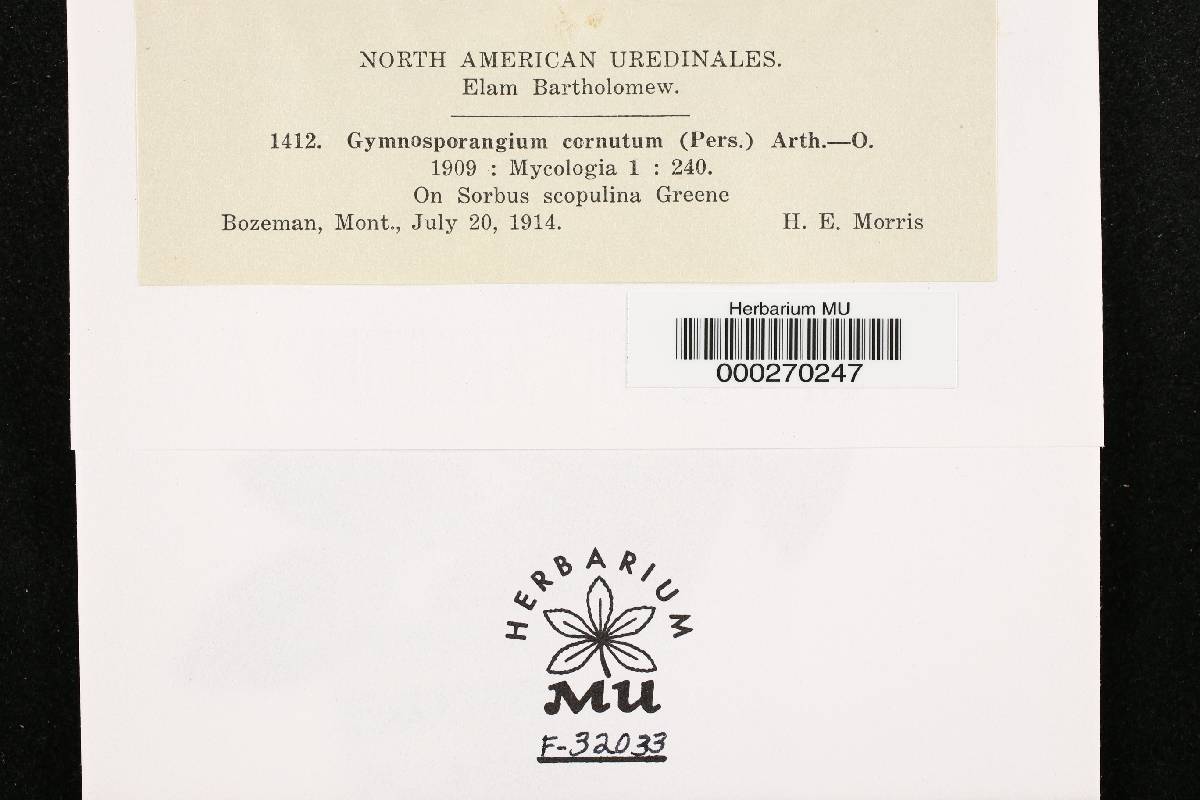 NORTH AMERICAN UREDINALES.
Elam Bartholomew.
1412. Gymnosporangium cornutum (Pers.) Arth.—O.
1909 : Mycologia 1 : 240.
On Sorbus scopulina Greene
Bozeman, Mont., July 20, 1914. H. E. Morris
Herbarium MU
000270247
HERBARIUM
MU
F-32033